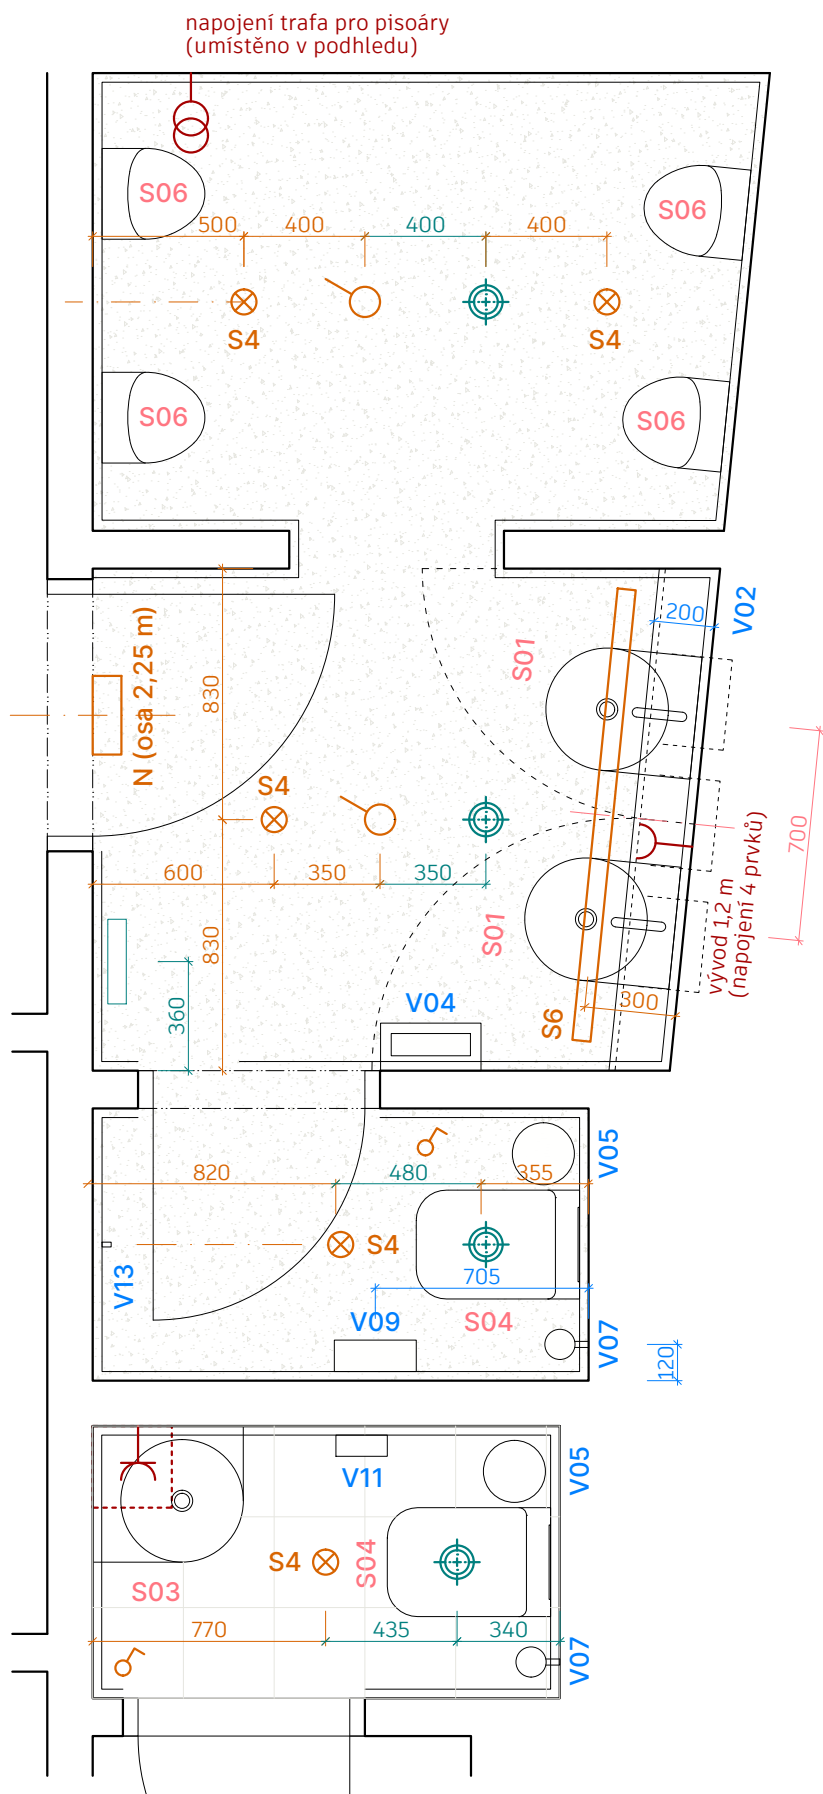 napojení trafa pro pisoáry
(umístěno v podhledu)
S06
S06
500
400
400
400
S4
S4
S06
S06
N (osa 2,25 m)
830
S01
200
V02
S4
600
350
350
S01
700
vývod 1,2 m
(napojení 4 prvků)
830
360
V04
S6
300
820
480
355
V05
S4
V13
705
V09
S04
V07
120
V11
V05
S4
S04
S03
770
435
340
V07